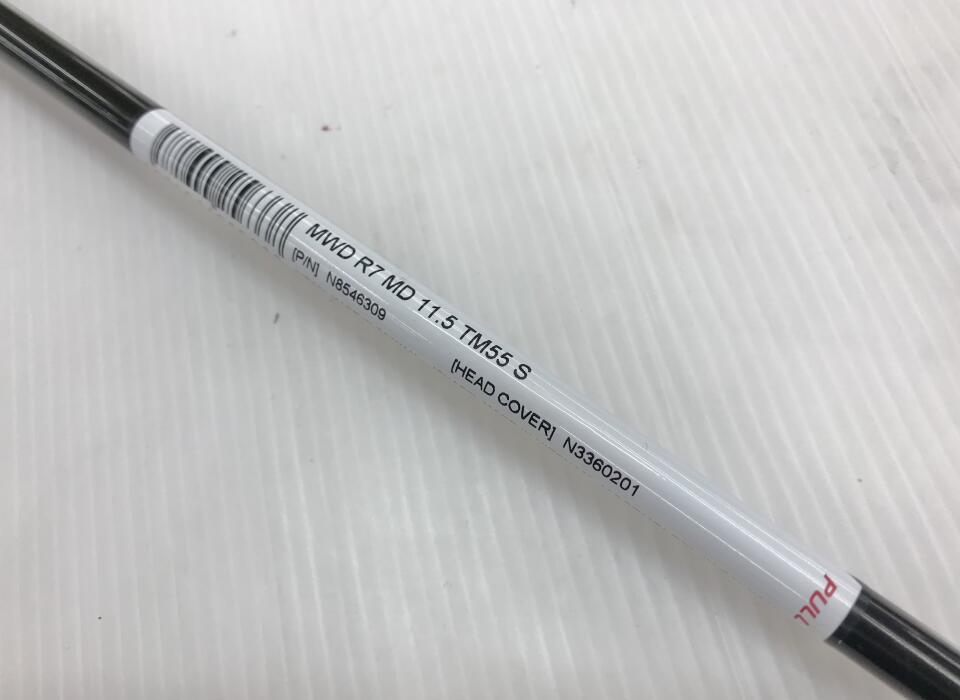 MWD R7 MD 11.5 TM55 S
[P/N] N8546309
[HEAD COVER] N3360201
PULL